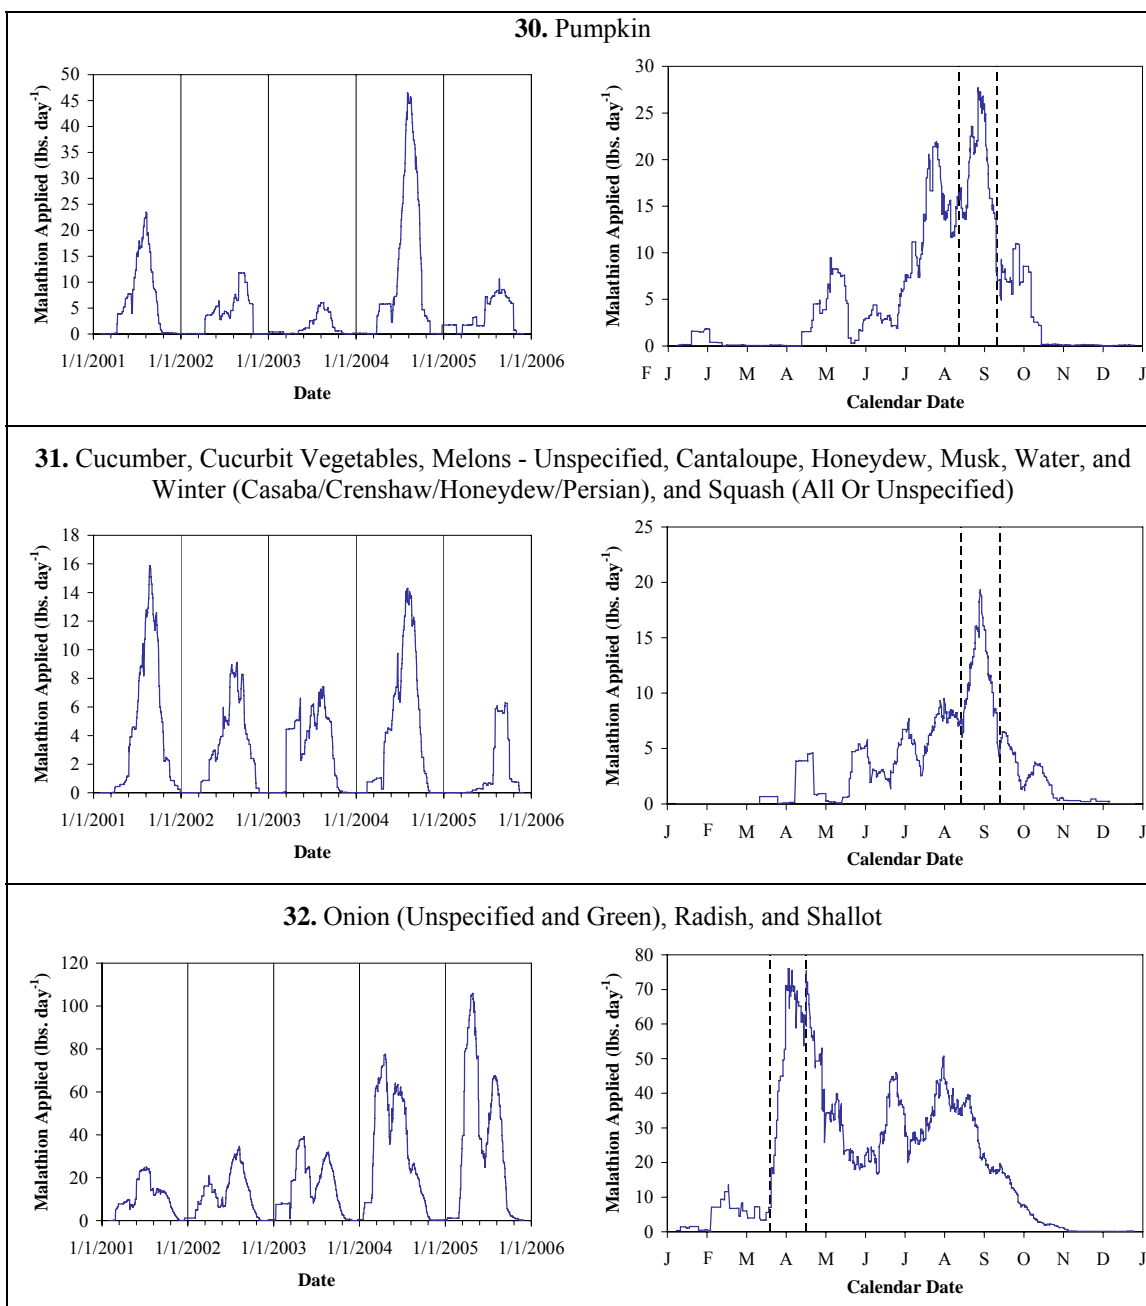 30. Pumpkin
50
45
40
35
30
25
20
15
10
5
0
Malathion Applied (lbs. day-1)
1/1/2001 1/1/2002 1/1/2003 1/1/2004 1/1/2005 1/1/2006
Date
30
25
20
15
10
5
0
Malathion Applied (lbs. day-1)
F J J M A M J J A S O N D J
Calendar Date
31. Cucumber, Cucurbit Vegetables, Melons - Unspecified, Cantaloupe, Honeydew, Musk, Water, and
Winter (Casaba/Crenshaw/Honeydew/Persian), and Squash (All Or Unspecified)
18
16
14
12
10
8
6
4
2
0
Malathion Applied (lbs. day-1)
1/1/2001 1/1/2002 1/1/2003 1/1/2004 1/1/2005 1/1/2006
Date
25
20
15
10
5
0
Malathion Applied (lbs. day-1)
J F M A M J J A S O N D J
Calendar Date
32. Onion (Unspecified and Green), Radish, and Shallot
120
100
80
60
40
20
0
Malathion Applied (lbs. day-1)
1/1/2001 1/1/2002 1/1/2003 1/1/2004 1/1/2005 1/1/2006
Date
80
70
60
50
40
30
20
10
0
Malathion Applied (lbs. day-1)
J F M A M J J A S O N D J
Calendar Date